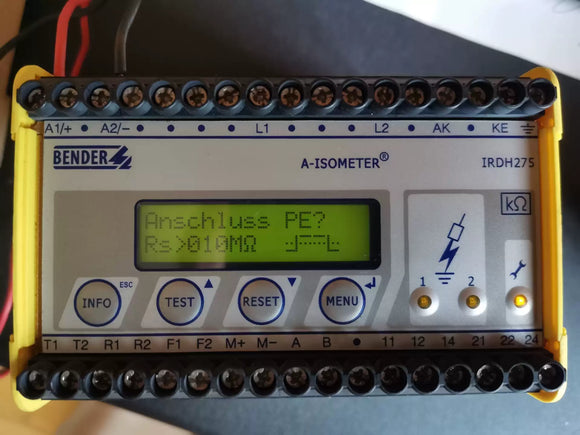 A1/+ • A2/- • • • L1 • • L2 • AK • KE
BENDER
A-ISOMETER®
IRDH275
kΩ
Anschluss PE?
Rs>010MΩ
1 2
ESC
INFO TEST RESET MENU
T1 T2 R1 R2 F1 F2 M+ M- A B • 11 12 14 21 22 24